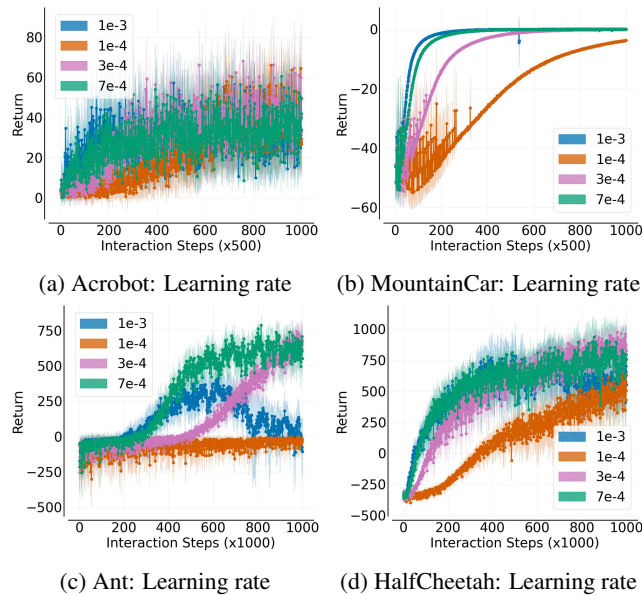 1e-3
1e-4
3e-4
7e-4
80
60
40
20
0
Return
0 200 400 600 800 1000
Interaction Steps (x500)
(a) Acrobot: Learning rate
0
−20
−40
−60
Return
1e-3
1e-4
3e-4
7e-4
0 200 400 600 800 1000
Interaction Steps (x500)
(b) MountainCar: Learning rate
1e-3
1e-4
3e-4
7e-4
750
500
250
0
−250
−500
Return
0 200 400 600 800 1000
Interaction Steps (x1000)
(c) Ant: Learning rate
1000
750
500
250
0
−250
−500
Return
1e-3
1e-4
3e-4
7e-4
0 200 400 600 800 1000
Interaction Steps (x1000)
(d) HalfCheetah: Learning rate